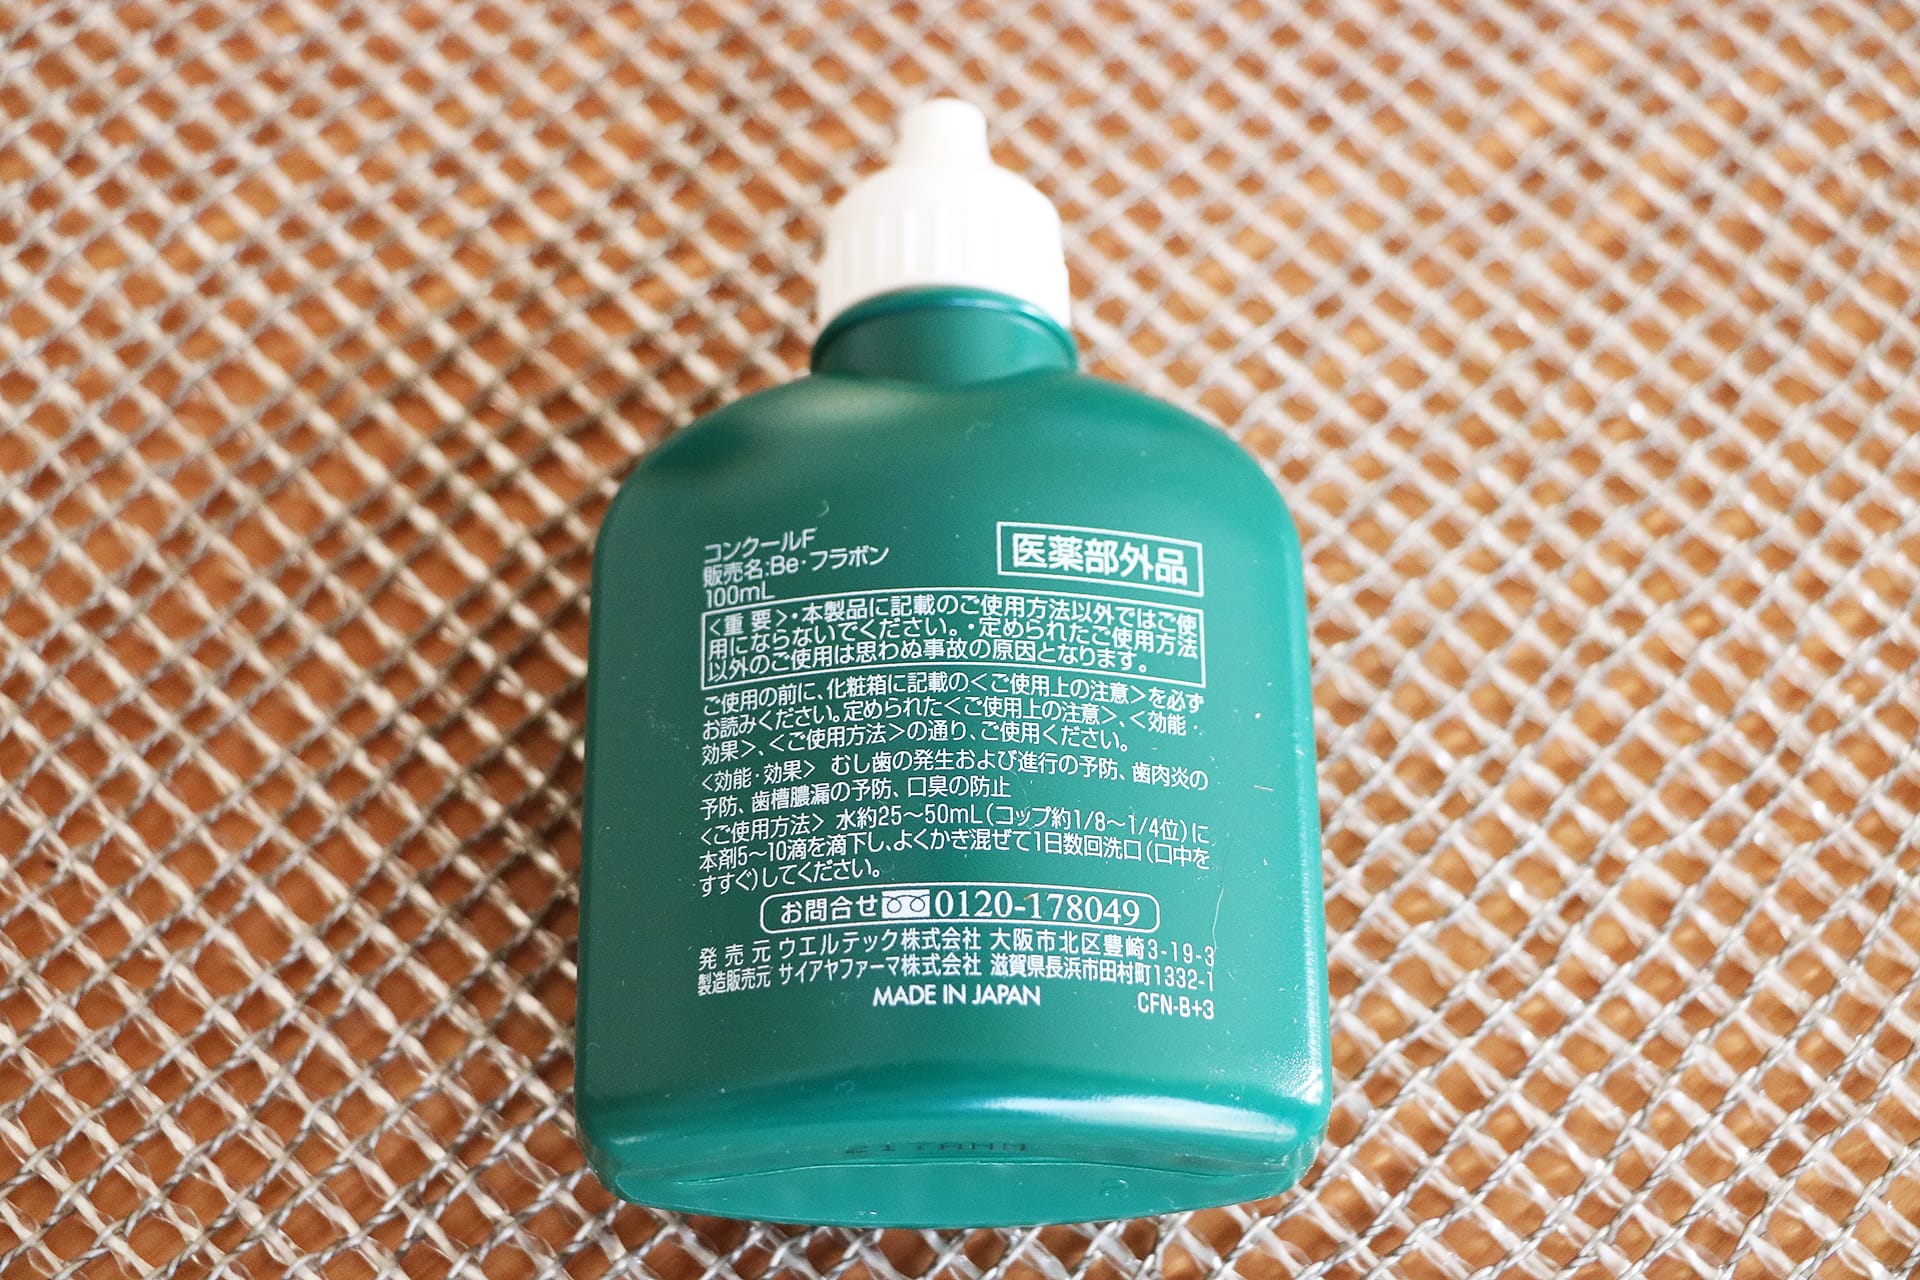 コンクールF
医薬部外品
販売名:Be・フラボン
100mL
<重要>・本製品に記載のご使用方法以外ではご使
用にならないでください。・定められたご使用方法
以外のご使用は思わぬ事故の原因となります。
ご使用の前に、化粧箱に記載の<ご使用上の注意>を必ず
お読みください。定められた<ご使用上の注意>、<効能・
効果>、<ご使用方法>の通り、ご使用ください。
<効能・効果> むし歯の発生および進行の予防、歯肉炎の
予防、歯槽膿漏の予防、口臭の防止
<ご使用方法> 水約25～50mL(コップ約1/8～1/4位)に
本剤5～10滴を滴下し、よくかき混ぜて1日数回洗口(口中を
すすぐ)してください。
お問合せ 0120-178049
発売元 ウエルテック株式会社 大阪市北区豊崎3-19-3
製造販売元 サイアヤファーマ株式会社 滋賀県長浜市田村町1332-1
MADE IN JAPAN
CFN-B+3